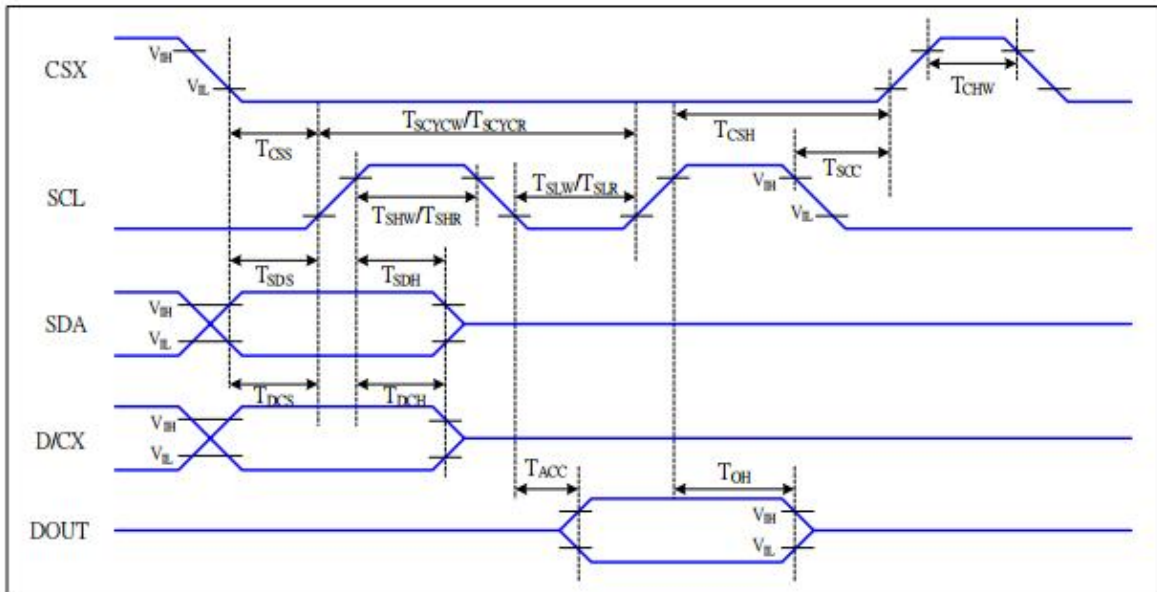 CSX
VIH
VIL
TCHW
TSCYCW/TSCYCR
TCSS
TCSH
TSCC
SCL
TSHW/TSHR
TSLW/TSLR
VIH
VIL
TSDS
TSDH
SDA
VIH
VIL
TDCS
TDCH
D/CX
VIH
VIL
TACC
TOH
DOUT
VIH
VIL